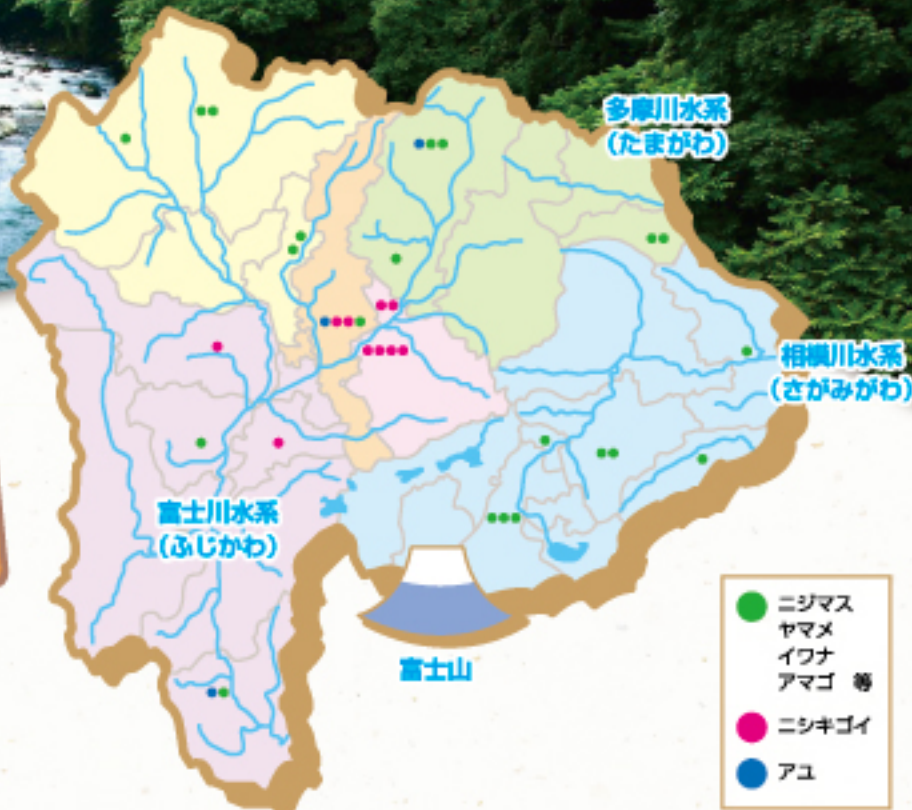 多摩川水系
(たまがわ)
相模川水系
(さがみがわ)
富士川水系
(ふじかわ)
富士山
ニジマス
ヤマメ
イワナ
アマゴ 等
ニシキゴイ
アユ